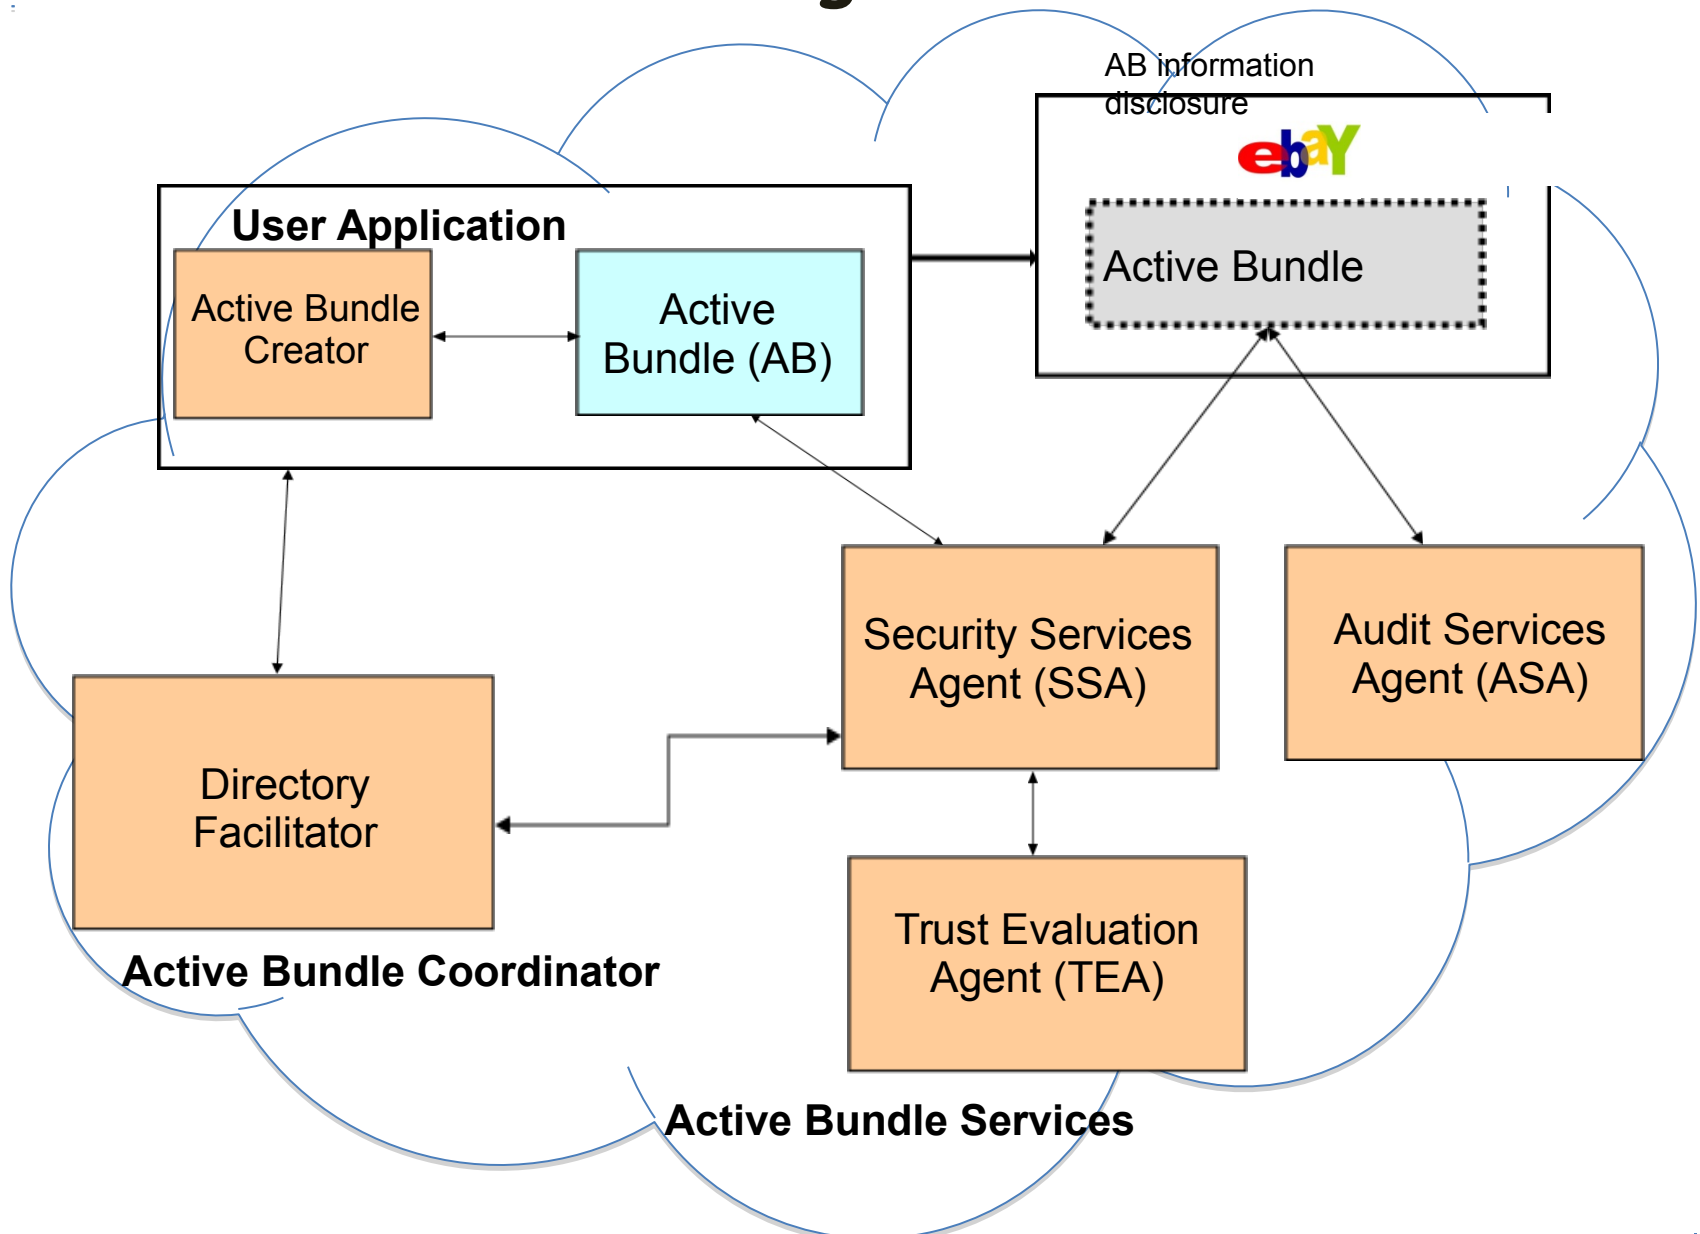 AB information
disclosure
ebaY
User Application
Active Bundle
Creator
Active
Bundle (AB)
Active Bundle
Security Services
Agent (SSA)
Audit Services
Agent (ASA)
Directory
Facilitator
Trust Evaluation
Agent (TEA)
Active Bundle Coordinator
Active Bundle Services